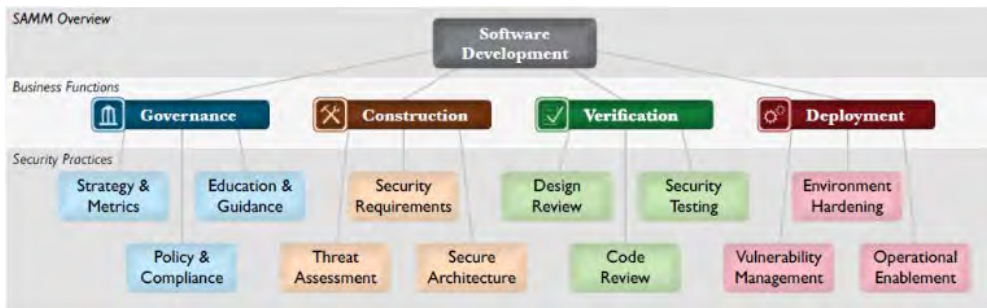 SAMM Overview
Software
Development
Business Functions
Governance
Construction
Verification
Deployment
Security Practices
Strategy &
Metrics
Education &
Guidance
Security
Requirements
Design
Review
Security
Testing
Environment
Hardening
Policy &
Compliance
Threat
Assessment
Secure
Architecture
Code
Review
Vulnerability
Management
Operational
Enablement